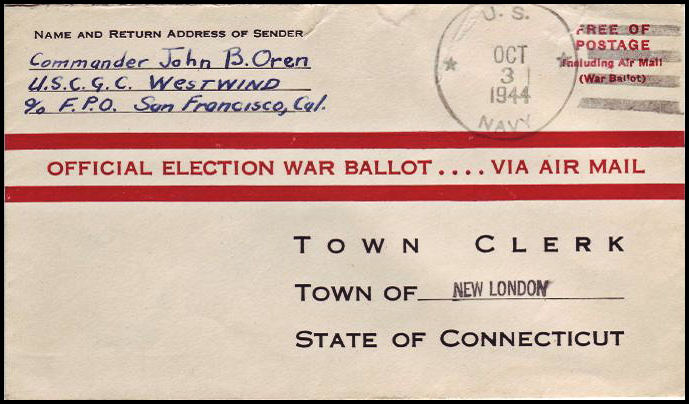 NAME AND RETURN ADDRESS OF SENDER
Commander John B. Oren
U.S.C.G.C. WESTWIND
% F.P.O. San Francisco, Cal.
U. S.
OCT
3
1944
NAVY
FREE OF
POSTAGE
Including Air Mail
(War Ballot)
OFFICIAL ELECTION WAR BALLOT....VIA AIR MAIL
TOWN CLERK
TOWN OF NEW LONDON
STATE OF CONNECTICUT